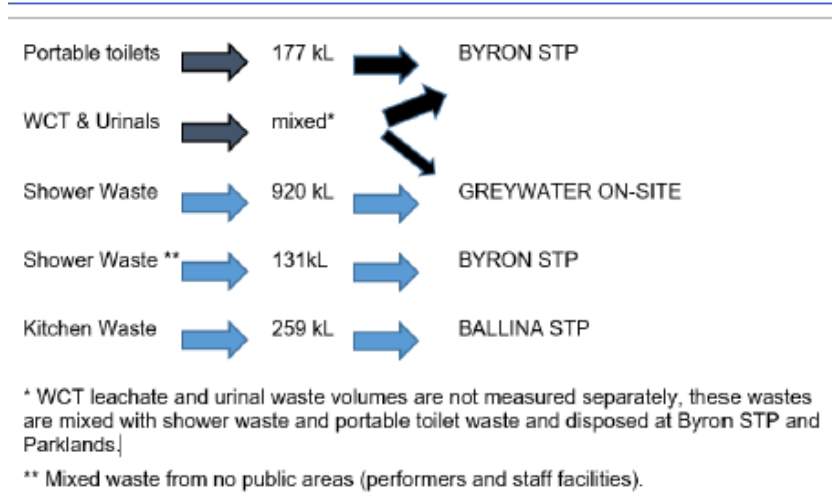 Portable toilets 177 kL BYRON STP
WCT & Urinals mixed*
Shower Waste 920 kL GREYWATER ON-SITE
Shower Waste ** 131kL BYRON STP
Kitchen Waste 259 kL BALLINA STP
* WCT leachate and urinal waste volumes are not measured separately, these wastes
are mixed with shower waste and portable toilet waste and disposed at Byron STP and
Parklands.
** Mixed waste from no public areas (performers and staff facilities).